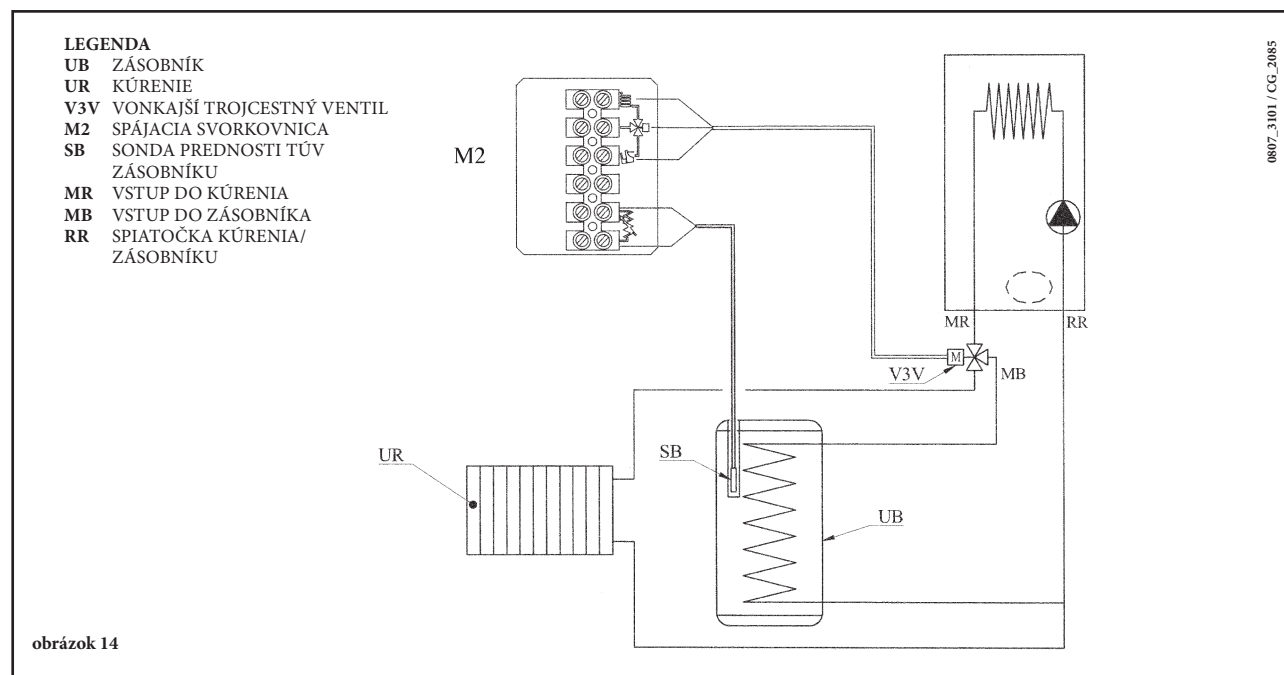 LEGENDA
UB ZÁSOBNÍK
UR KÚRENIE
V3V VONKAJŠÍ TROJCESTNÝ VENTIL
M2 SPÁJACIA SVORKOVNICA
SB SONDA PREDNOSTI TÚV
ZÁSOBNÍKU
MR VSTUP DO KÚRENIA
MB VSTUP DO ZÁSOBNÍKA
RR SPIATOČKA KÚRENIA/
ZÁSOBNÍKU
M2
0807_3101 / CG_2085
MR
RR
M
V3V
MB
UR
SB
UB
obrázok 14